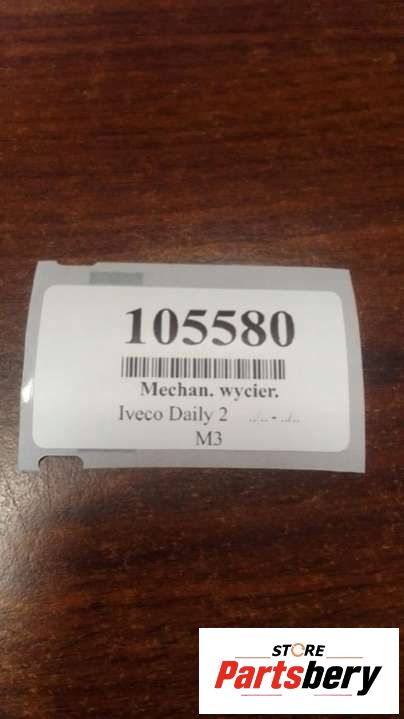 105580
Mechan. wycier.
Iveco Daily 2 ../.. - ../..
M3
STORE
Partsbery